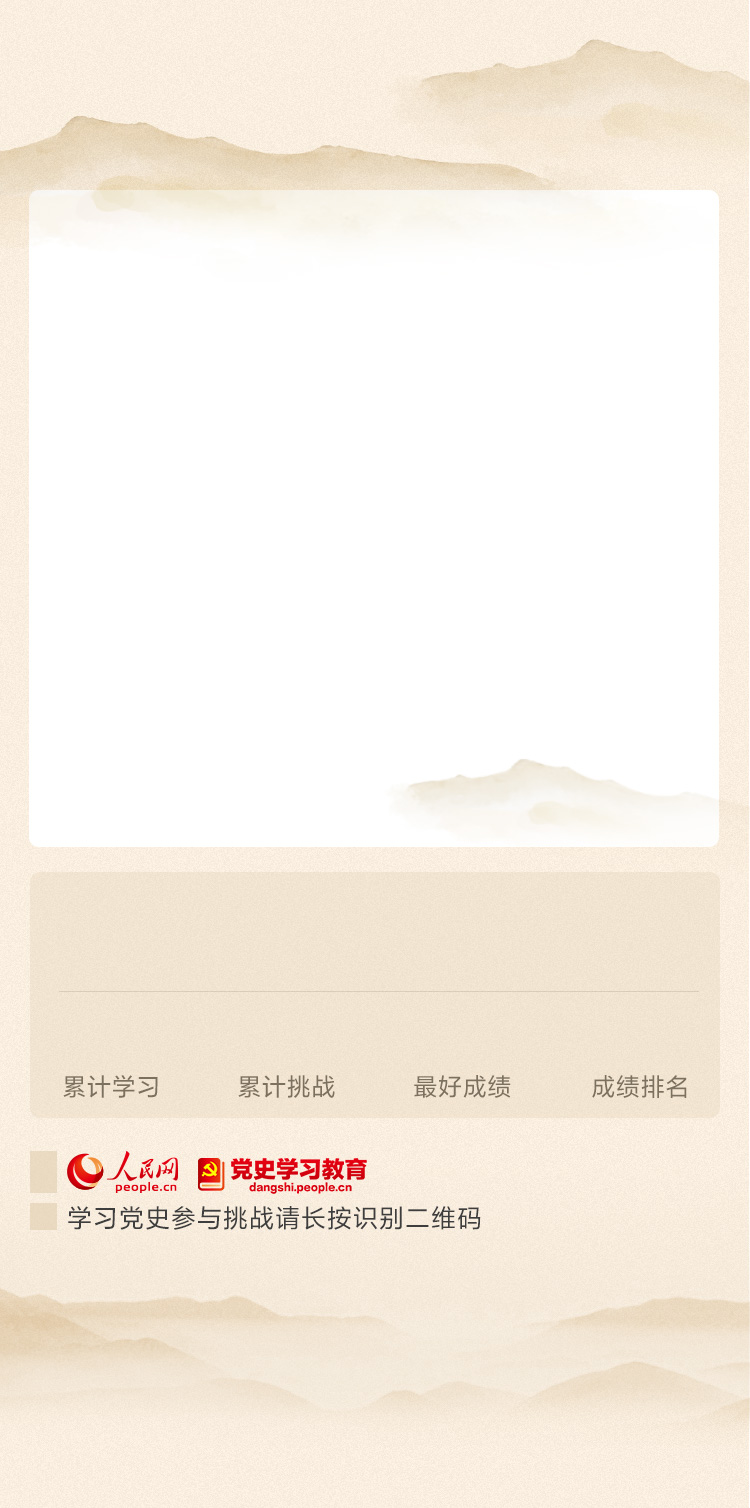 累计学习 累计挑战 最好成绩 成绩排名
人民网 党史学习教育
people.cn dangshi.people.cn
学习党史参与挑战请长按识别二维码